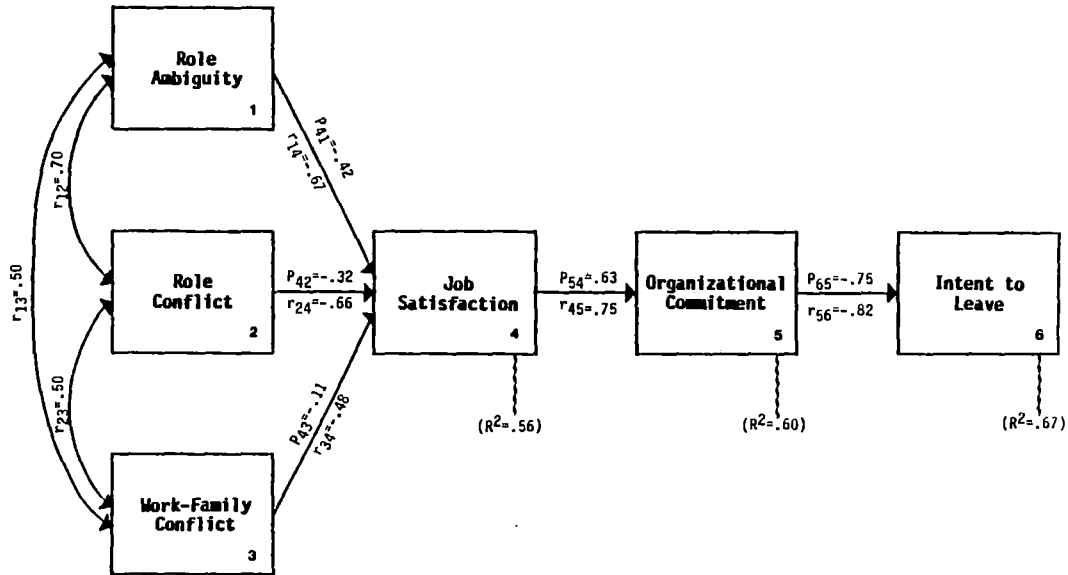 Role
Ambiguity
1
P41=-.42
r14=-.67
r12=.70
r13=.50
Role
Conflict
2
P42=-.32
r24=-.66
Job
Satisfaction
4
P54=.63
r45=.75
Organizational
Commitment
5
P65=-.75
r56=-.82
Intent to
Leave
6
r23=.50
P43=-.11
r34=-.48
(R²=.56)
(R²=.60)
(R²=.67)
Work-Family
Conflict
3